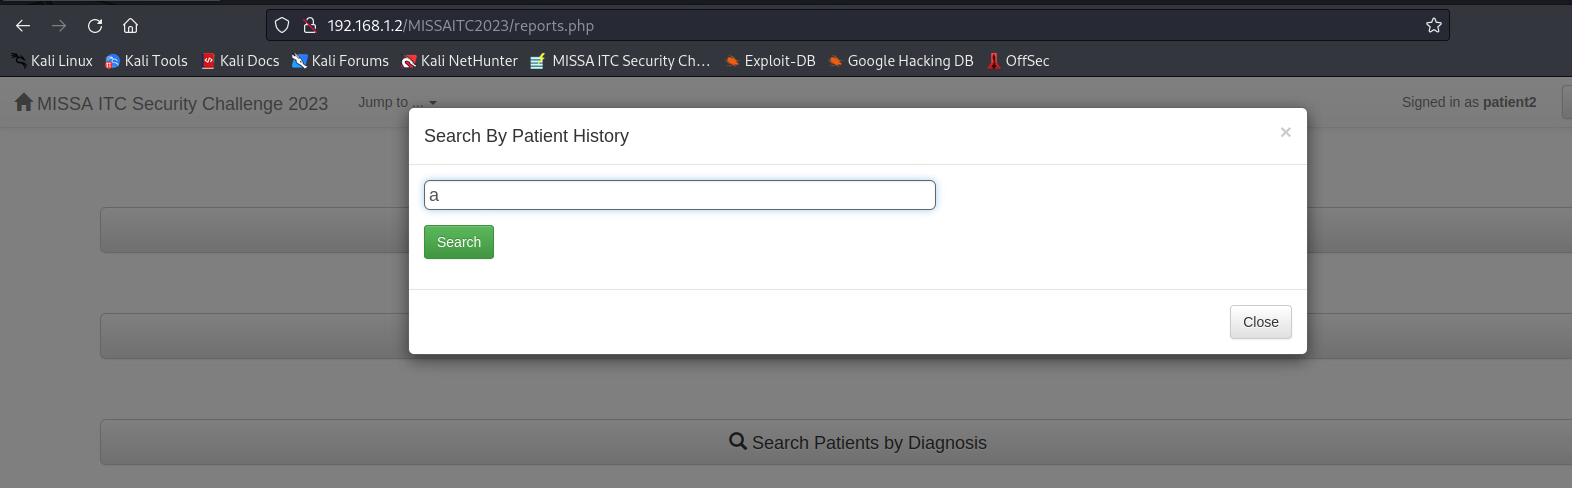 192.168.1.2/MISSAITC2023/reports.php
Kali Linux Kali Tools Kali Docs Kali Forums Kali NetHunter MISSA ITC Security Ch... Exploit-DB Google Hacking DB OffSec
MISSA ITC Security Challenge 2023 Jump to ... Signed in as patient2
Search By Patient History ×
a
Search
Close
Search Patients by Diagnosis